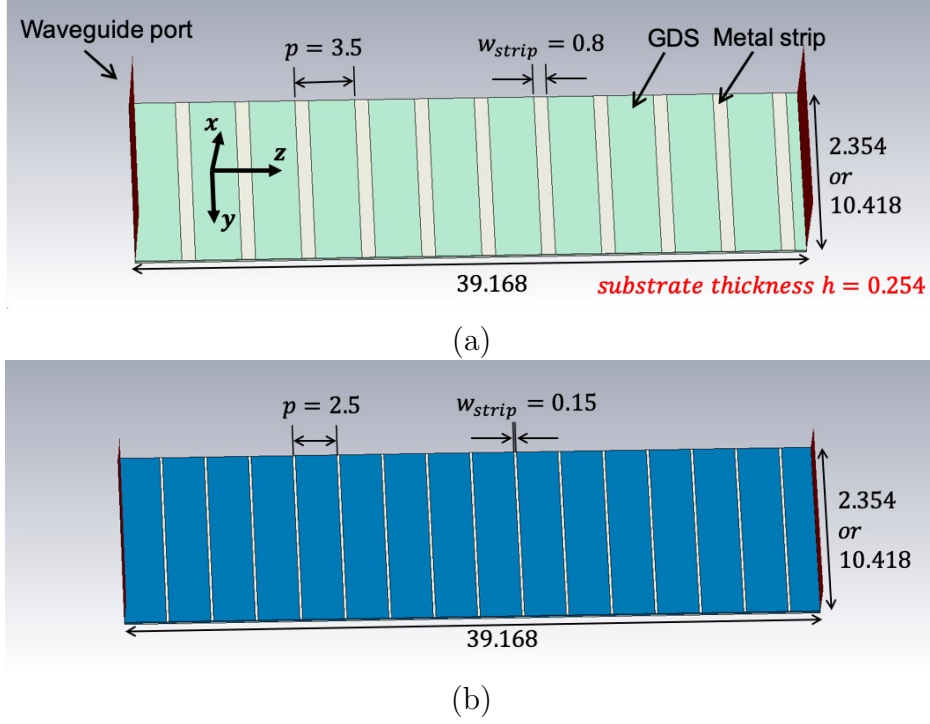 Waveguide port
p = 3.5
w_strip = 0.8
GDS
Metal strip
x
z
y
2.354
or
10.418
39.168
substrate thickness h = 0.254
(a)
p = 2.5
w_strip = 0.15
2.354
or
10.418
39.168
(b)